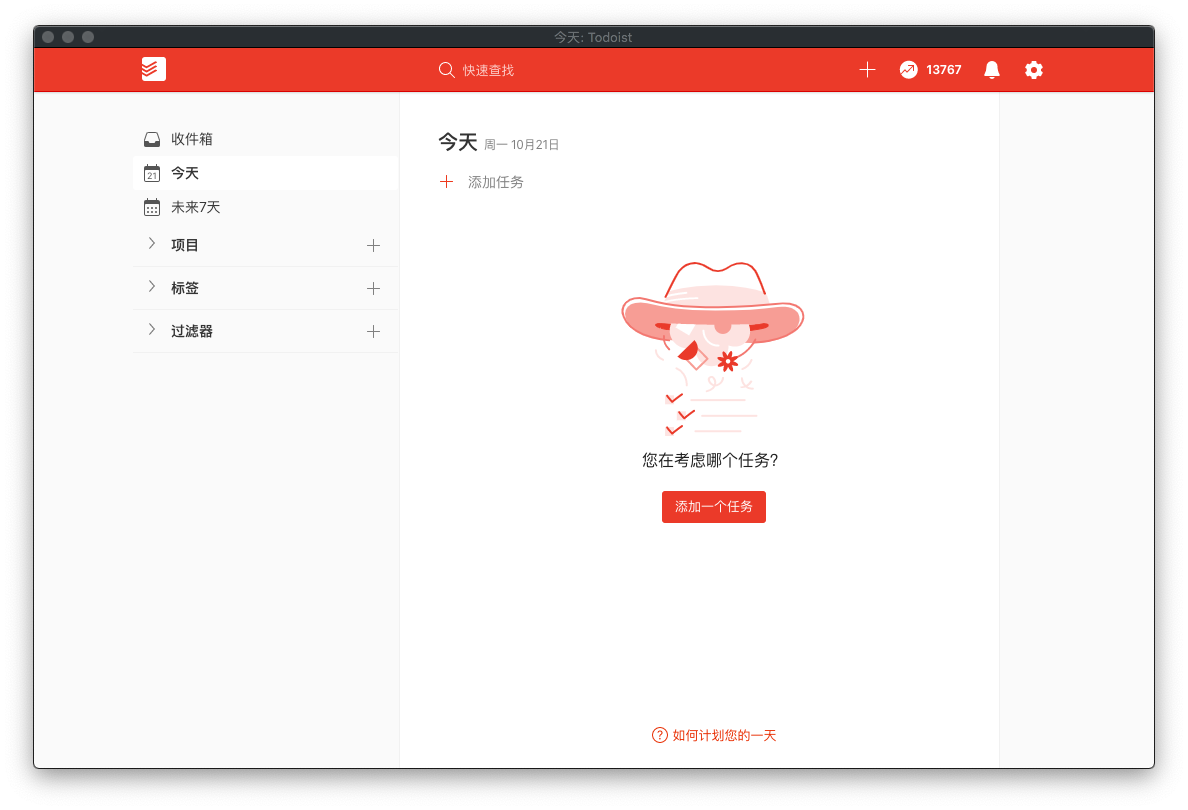 今天: Todoist
快速查找
13767
收件箱
21
今天
未来7天
项目
标签
过滤器
今天 周一 10月21日
添加任务
您在考虑哪个任务?
添加一个任务
? 如何计划您的一天